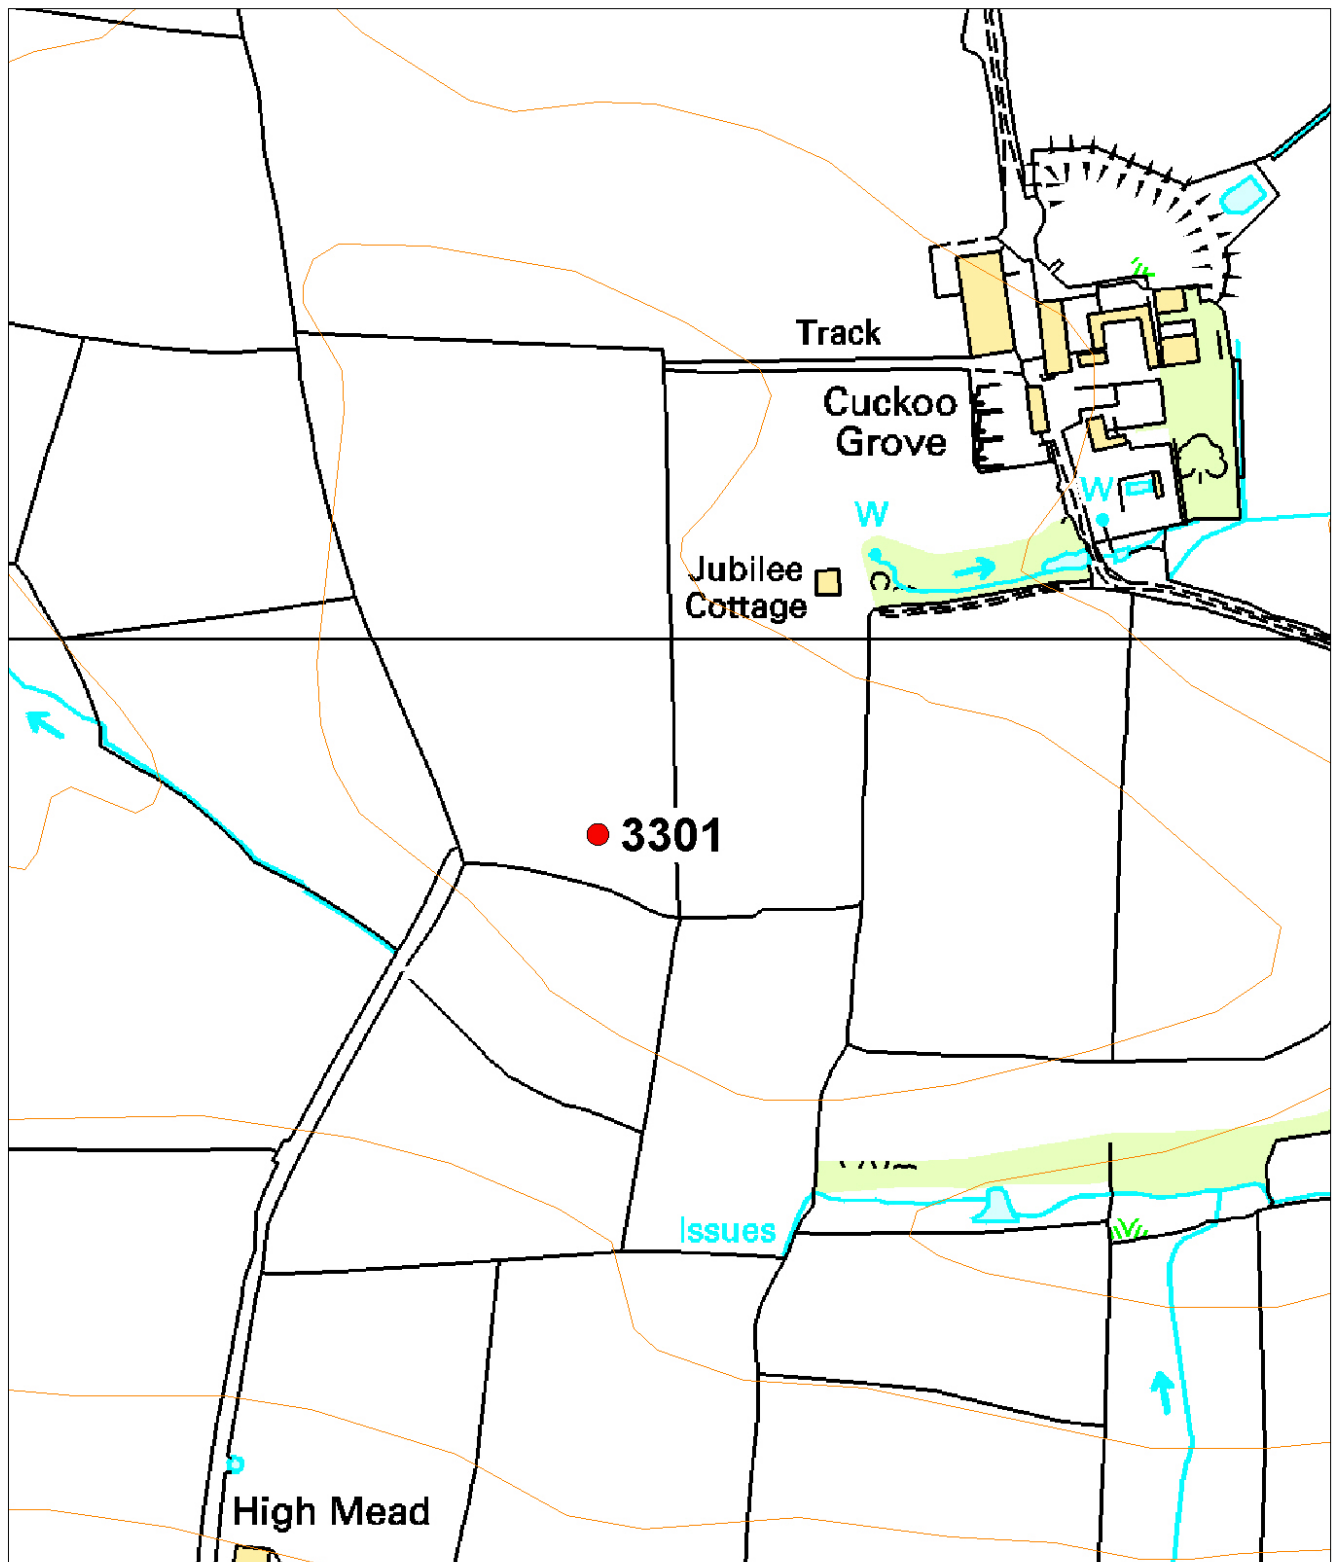 Track
Cuckoo
Grove
W
W
Jubilee
Cottage
3301
Issues
High Mead